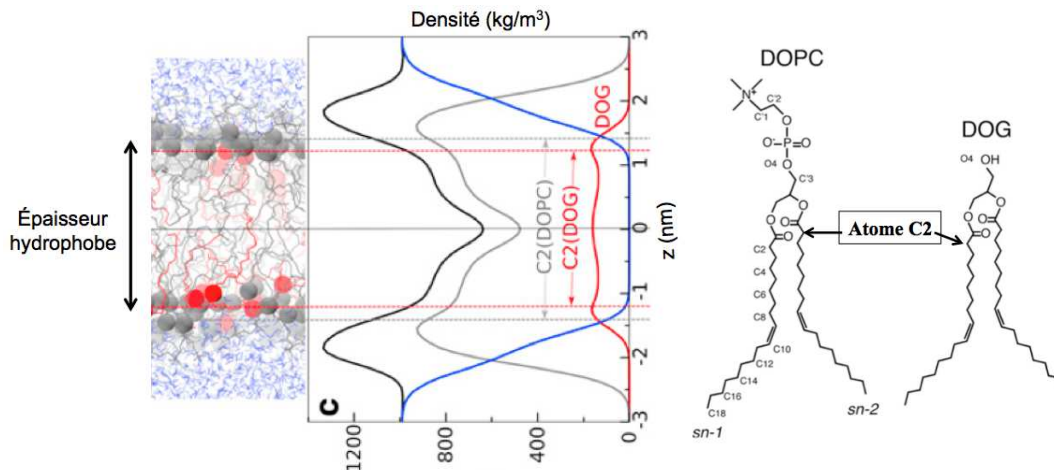 Densité (kg/m³)
Épaisseur
hydrophobe
3
2
1
0
-1
-2
-3
z (nm)
DOG
C2(DOPC)
C2(DOG)
c
1200
800
400
0
DOPC
N+
C'2
C'1
O
O-
P
O
O4
O
C'3
O
O
O
O
C2
C4
C6
C8
C10
C12
C14
C16
C18
sn-1
sn-2
Atome C2
DOG
O4
OH
O
O
O
O